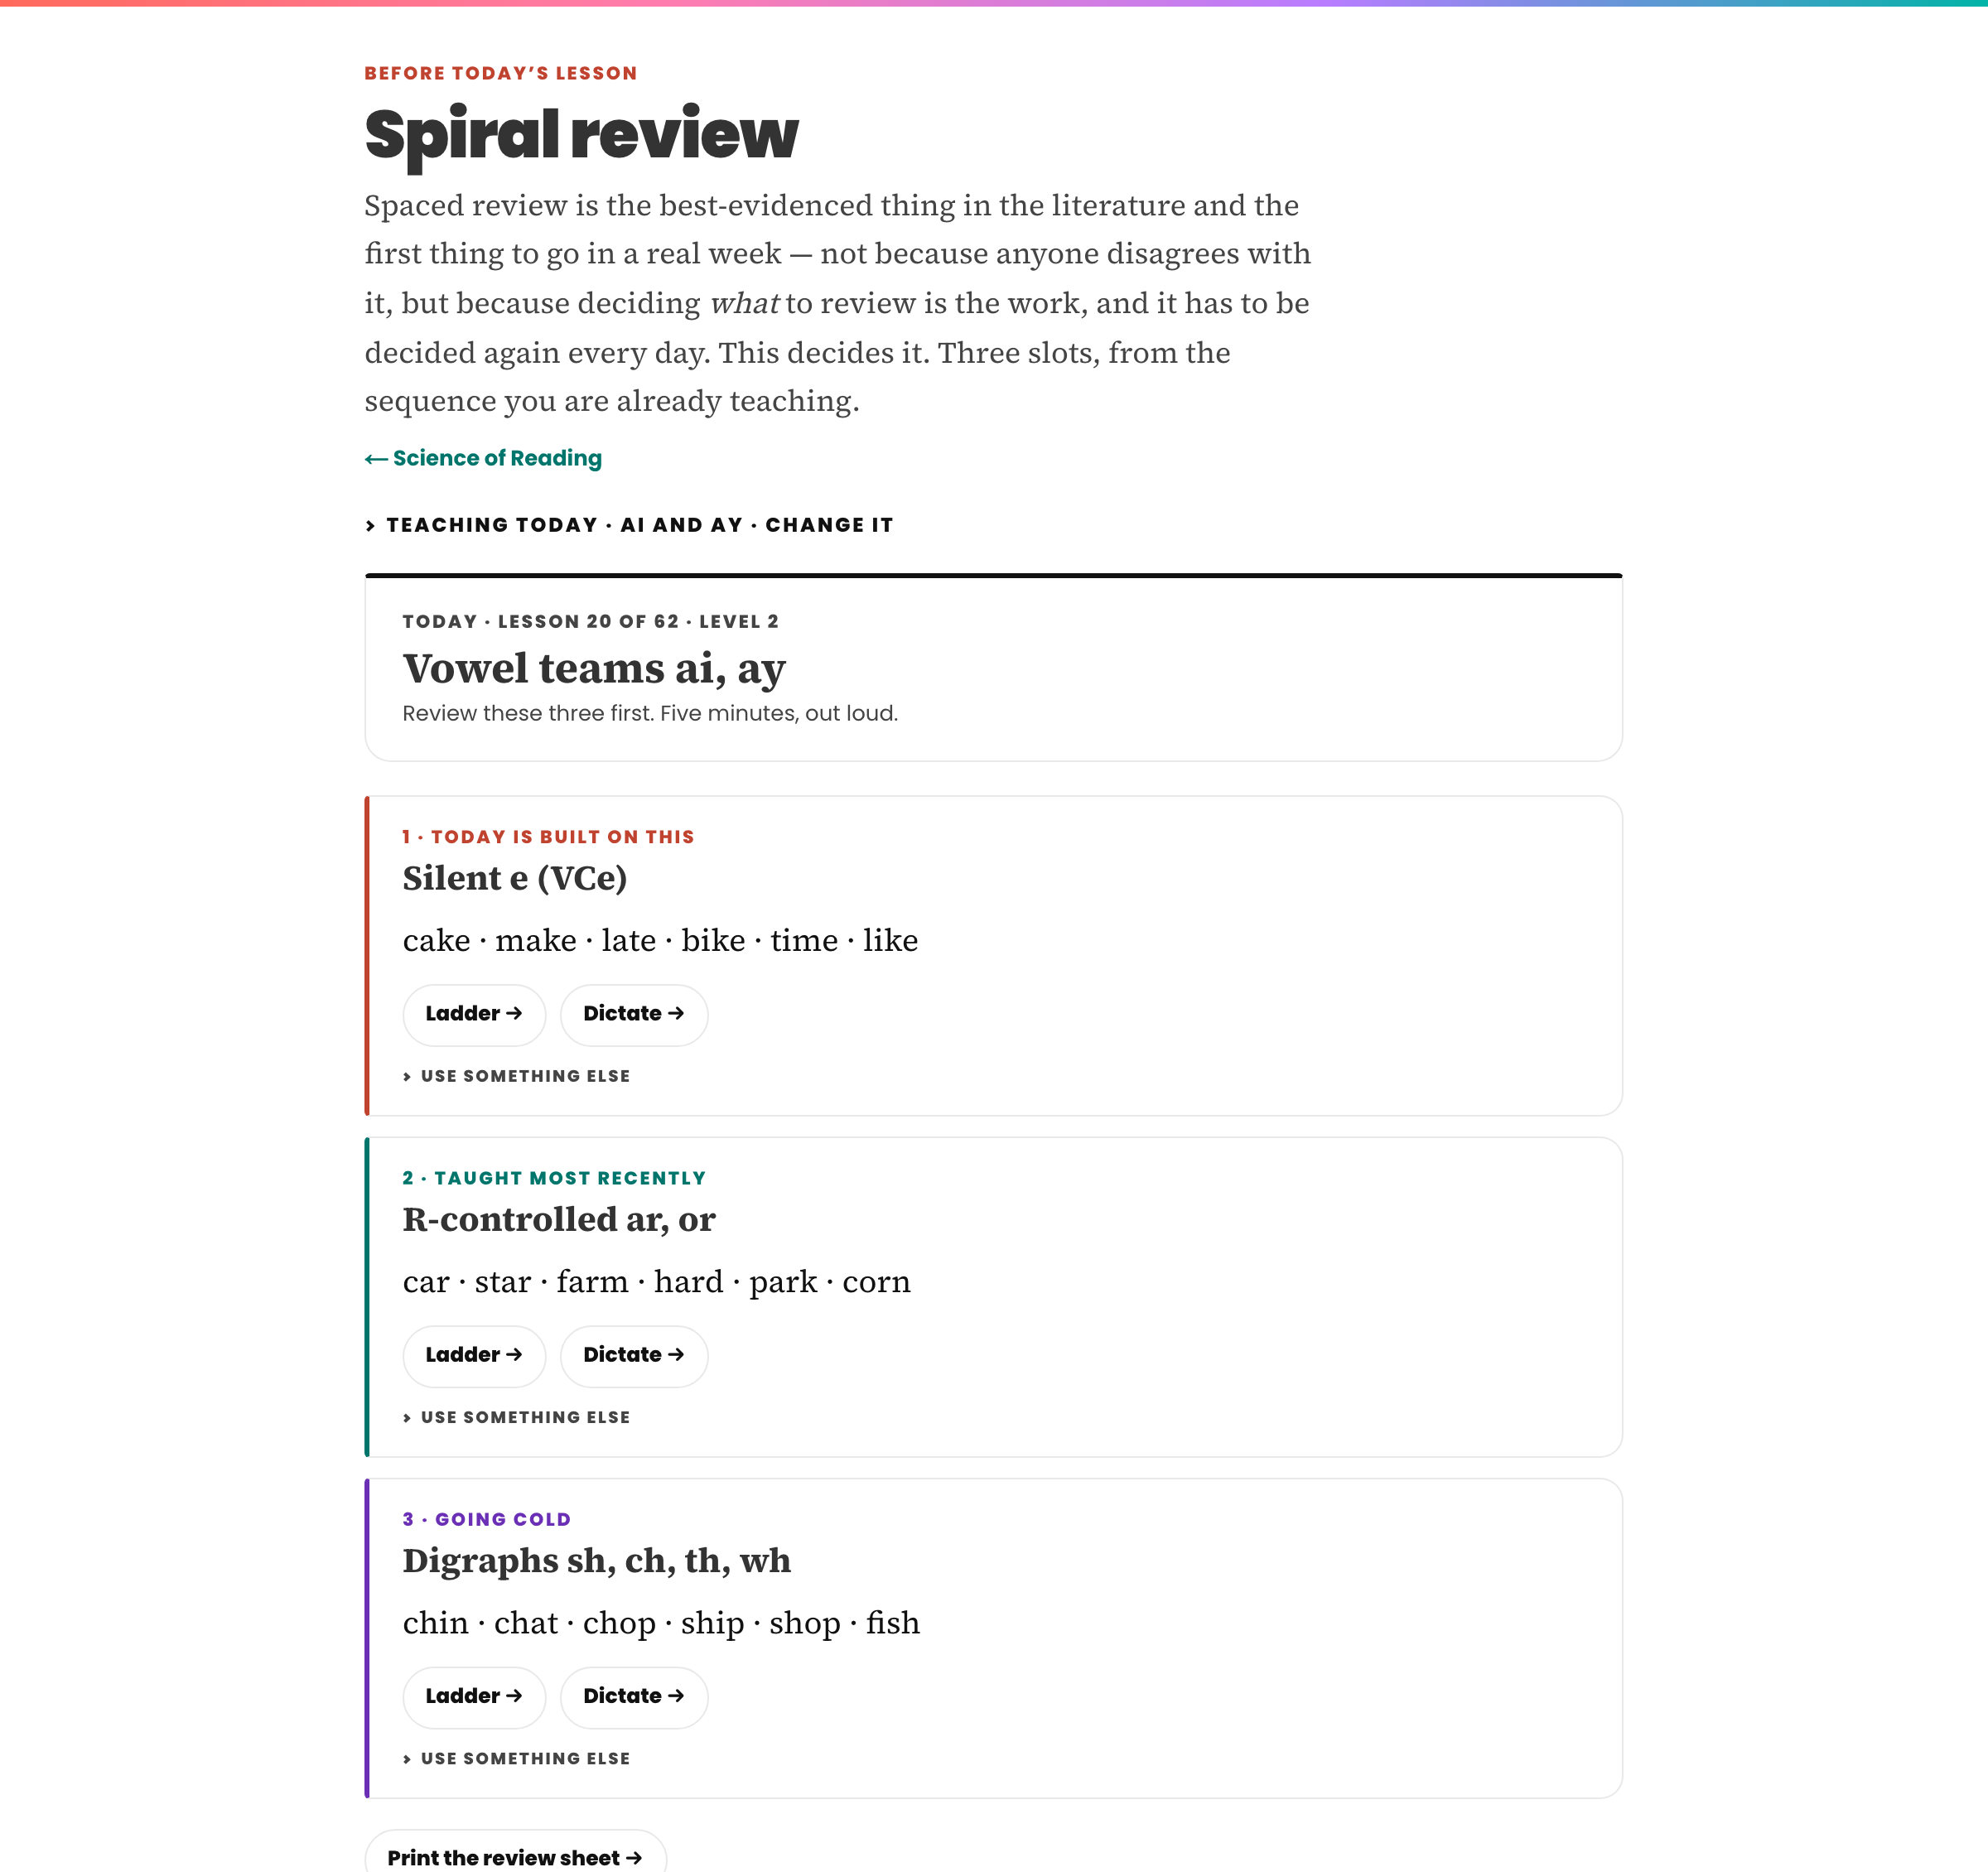 BEFORE TODAY’S LESSON
Spiral review
Spaced review is the best-evidenced thing in the literature and the
first thing to go in a real week — not because anyone disagrees with
it, but because deciding what to review is the work, and it has to be
decided again every day. This decides it. Three slots, from the
sequence you are already teaching.
← Science of Reading
› TEACHING TODAY · AI AND AY · CHANGE IT
TODAY · LESSON 20 OF 62 · LEVEL 2
Vowel teams ai, ay
Review these three first. Five minutes, out loud.
1 · TODAY IS BUILT ON THIS
Silent e (VCe)
cake · make · late · bike · time · like
Ladder → Dictate →
› USE SOMETHING ELSE
2 · TAUGHT MOST RECENTLY
R-controlled ar, or
car · star · farm · hard · park · corn
Ladder → Dictate →
› USE SOMETHING ELSE
3 · GOING COLD
Digraphs sh, ch, th, wh
chin · chat · chop · ship · shop · fish
Ladder → Dictate →
› USE SOMETHING ELSE
Print the review sheet →